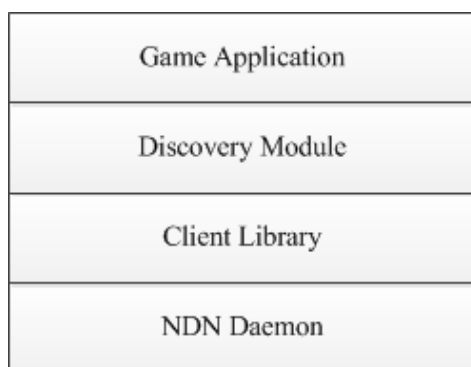 Game Application
Discovery Module
Client Library
NDN Daemon